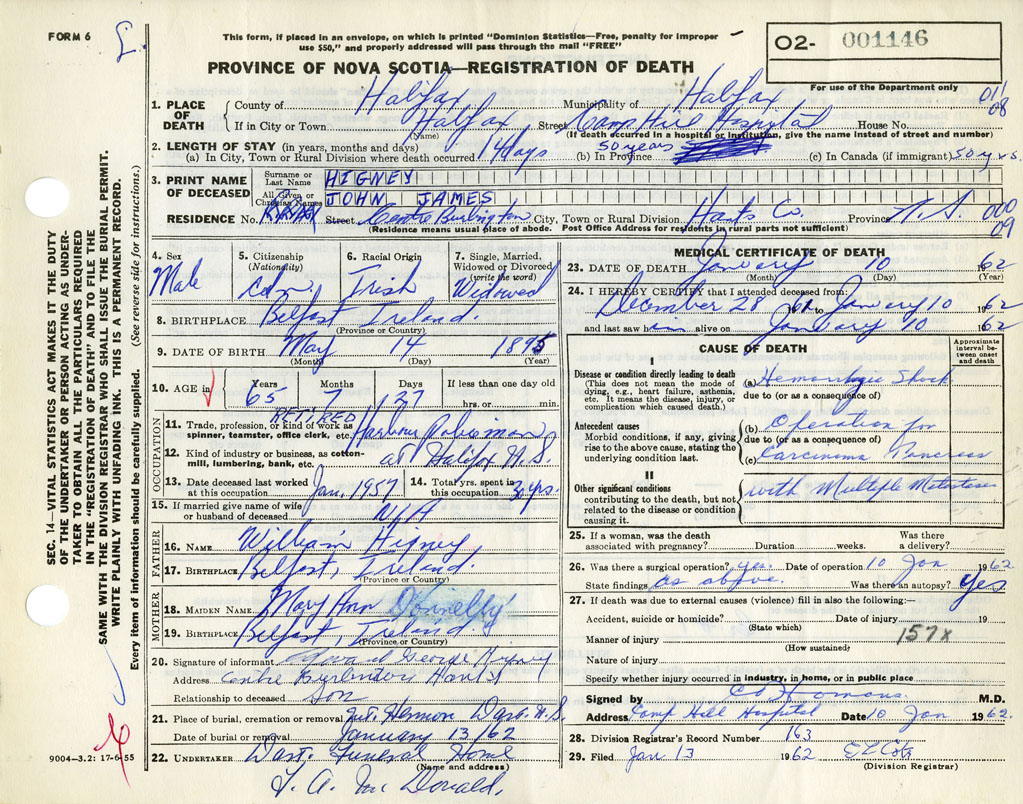 FORM 6
This form, if placed in an envelope, on which is printed "Dominion Statistics—Free, penalty for improper
use $50," and properly addressed will pass through the mail "FREE"
PROVINCE OF NOVA SCOTIA—REGISTRATION OF DEATH
02- 001146
For use of the Department only
SEC. 14—VITAL STATISTICS ACT MAKES IT THE DUTY
OF THE UNDERTAKER OR PERSON ACTING AS UNDER-
TAKER TO OBTAIN ALL THE PARTICULARS REQUIRED
IN THE "REGISTRATION OF DEATH" AND TO FILE THE
SAME WITH THE DIVISION REGISTRAR WHO SHALL ISSUE THE BURIAL PERMIT.
WRITE PLAINLY WITH UNFADING INK. THIS IS A PERMANENT RECORD.
Every item of information should be carefully supplied. (See reverse side for instructions.)
1. PLACE OF DEATH County of Halifax Municipality of Halifax 011
If in City or Town Halifax Street Camp Hill Hospital House No. 08
(Name) (If death occurred in a hospital or institution, give the name instead of street and number)
2. LENGTH OF STAY (in years, months and days)
(a) In City, Town or Rural Division where death occurred 14 days (b) In Province 50 years (c) In Canada (if immigrant) 50 yrs.
3. PRINT NAME OF DECEASED Surname or Last Name HIGNEY
All Given or Christian Names JOHN JAMES
RESIDENCE No. Street Centre Burlington City, Town or Rural Division Hants Co. Province N.S. 000
09
(Residence means usual place of abode. Post Office Address for residents in rural parts not sufficient)
4. Sex Male
5. Citizenship (Nationality) Cdn.
6. Racial Origin Irish
7. Single, Married, Widowed or Divorced (write the word) Widowed
8. BIRTHPLACE Belfast Ireland.
(Province or Country)
9. DATE OF BIRTH May 14 1895
(Month) (Day) (Year)
10. AGE in Years 65 Months 7 Days 27 If less than one day old
hrs. or min.
OCCUPATION
RETIRED
11. Trade, profession, or kind of work as
spinner, teamster, office clerk, etc. Harbour Policeman
12. Kind of industry or business, as cotton-
mill, lumbering, bank, etc. at Halifax N.S.
13. Date deceased last worked
at this occupation Jan. 1957
14. Total yrs. spent in
this occupation 3 yrs.
15. If married give name of wife
or husband of deceased N/A
FATHER
16. NAME William Higney
17. BIRTHPLACE Belfast, Ireland.
(Province or Country)
MOTHER
18. MAIDEN NAME Mary Ann Donnelly
19. BIRTHPLACE Belfast, Ireland
(Province or Country)
20. Signature of informant George Higney
Address Centre Burlington Hants
Relationship to deceased Son
21. Place of burial, cremation or removal Mt. Hermon Dart. N.S.
Date of burial or removal January 13/62
22. UNDERTAKER Dart. Funeral Home
(Name and address)
T. A. Mc Donald.
9004—3.2: 17-6-55
MEDICAL CERTIFICATE OF DEATH
23. DATE OF DEATH January 10 1962
(Month) (Day) (Year)
24. I HEREBY CERTIFY that I attended deceased from:
December 28 1961 to January 10 1962
and last saw him alive on January 10 1962
CAUSE OF DEATH
Approximate interval between onset and death
I
Disease or condition directly leading to death
(This does not mean the mode of
dying, e.g., heart failure, asthenia,
etc. It means the disease, injury, or
complication which caused death.)
(a) Hemorrhagic Shock
due to (or as a consequence of)
Antecedent causes
Morbid conditions, if any, giving
rise to the above cause, stating the
underlying condition last.
(b) Operation for
due to (or as a consequence of)
(c) Carcinoma Pancreas
II
Other significant conditions
contributing to the death, but not
related to the disease or condition
causing it.
with Multiple Metastases
25. If a woman, was the death
associated with pregnancy? Duration weeks. Was there
a delivery?
26. Was there a surgical operation? yes. Date of operation 10 Jan 1962
State findings as above. Was there an autopsy? Yes
27. If death was due to external causes (violence) fill in also the following:—
Accident, suicide or homicide? Date of injury 19
(State which)
157X
Manner of injury
(How sustained)
Nature of injury
Specify whether injury occurred in industry, in home, or in public place
Signed by M.D.
Address Camp Hill Hospital Date 10 Jan 1962.
28. Division Registrar's Record Number 163
29. Filed Jan 13 1962
(Division Registrar)